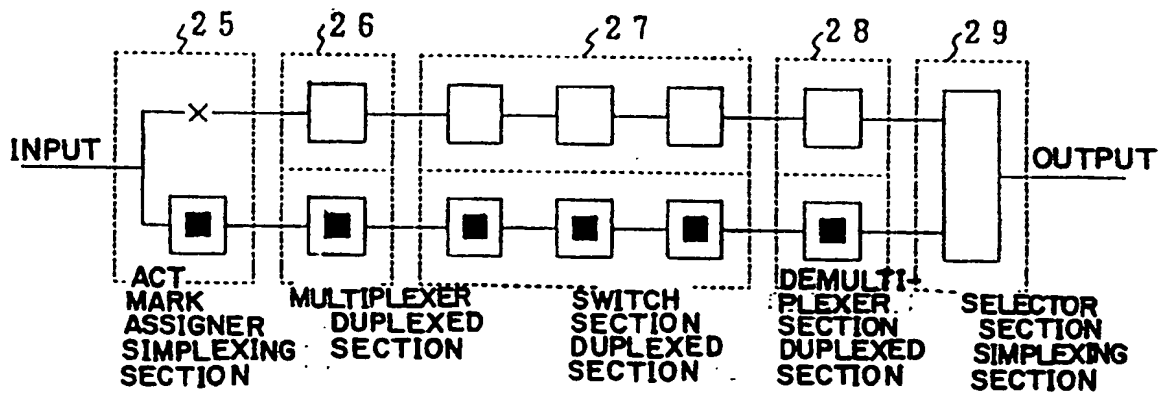 25
26
27
28
29
INPUT
OUTPUT
ACT
MARK
ASSIGNER
SIMPLEXING
SECTION
MULTIPLEXER
DUPLEXED
SECTION
SWITCH
SECTION
DUPLEXED
SECTION
DEMULTI-
PLEXER
SECTION
DUPLEXED
SECTION
SELECTOR
SECTION
SIMPLEXING
SECTION